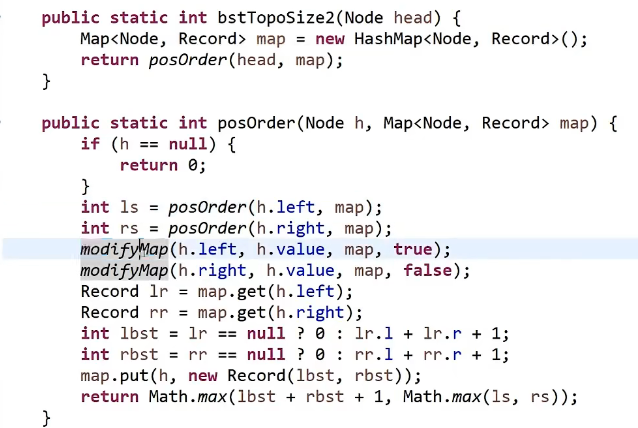 public static int bstTopoSize2(Node head) {
Map<Node, Record> map = new HashMap<Node, Record>();
return posOrder(head, map);
}
public static int posOrder(Node h, Map<Node, Record> map) {
if (h == null) {
return 0;
}
int ls = posOrder(h.left, map);
int rs = posOrder(h.right, map);
modifyMap(h.left, h.value, map, true);
modifyMap(h.right, h.value, map, false);
Record lr = map.get(h.left);
Record rr = map.get(h.right);
int lbst = lr == null ? 0 : lr.l + lr.r + 1;
int rbst = rr == null ? 0 : rr.l + rr.r + 1;
map.put(h, new Record(lbst, rbst));
return Math.max(lbst + rbst + 1, Math.max(ls, rs));
}